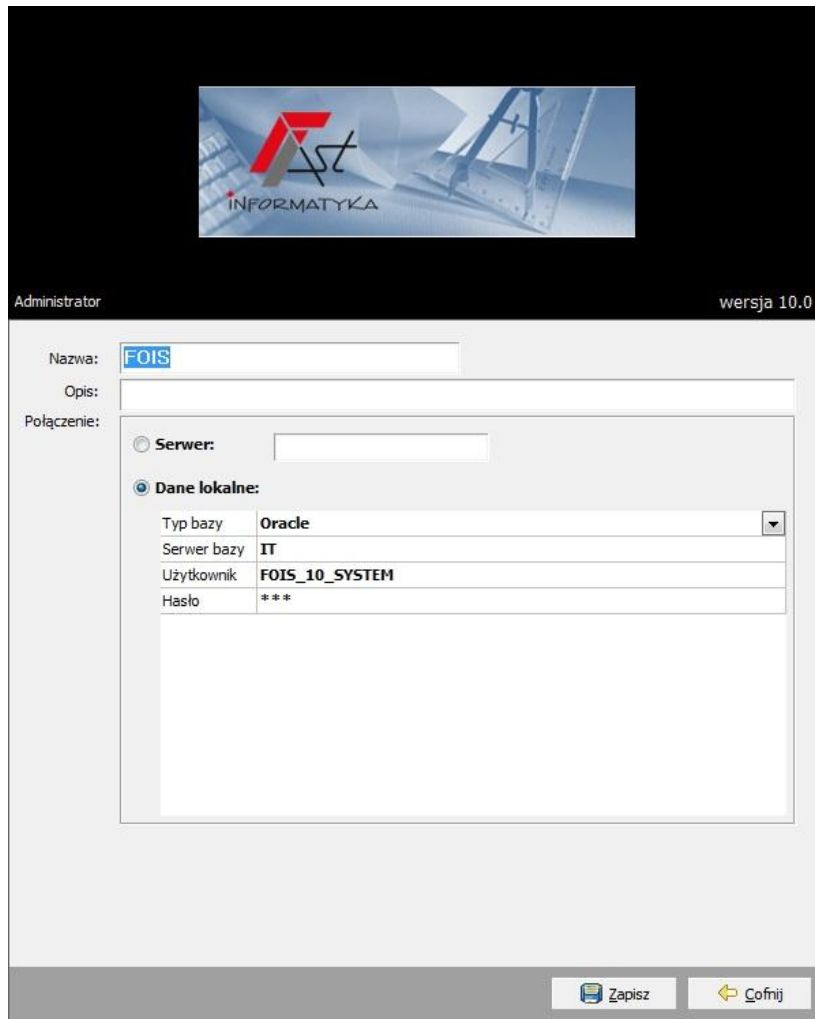 Fast
iNFORMATYKA
Administrator
wersja 10.0
Nazwa: FOIS
Opis:
Połączenie:
Serwer:
Dane lokalne:
Typ bazy Oracle
Serwer bazy IT
Użytkownik FOIS_10_SYSTEM
Hasło ***
Zapisz
Cofnij